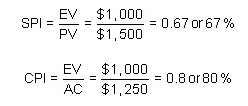 SPI = EV/PV = $1,000/$1,500 = 0.67 or 67 %
CPI = EV/AC = $1,000/$1,250 = 0.8 or 80 %